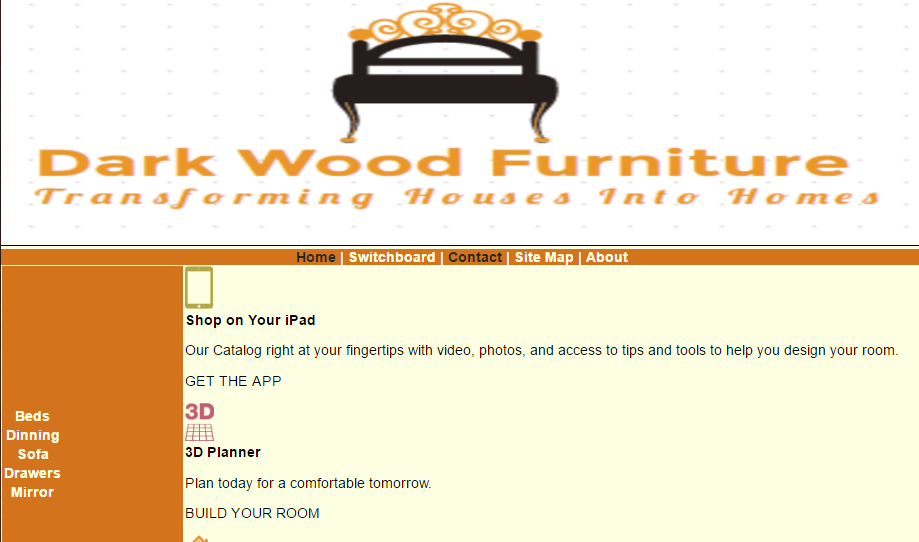 Dark Wood Furniture
Transforming Houses Into Homes
Home | Switchboard | Contact | Site Map | About
Shop on Your iPad
Our Catalog right at your fingertips with video, photos, and access to tips and tools to help you design your room.
GET THE APP
3D
3D Planner
Plan today for a comfortable tomorrow.
BUILD YOUR ROOM
Beds
Dinning
Sofa
Drawers
Mirror